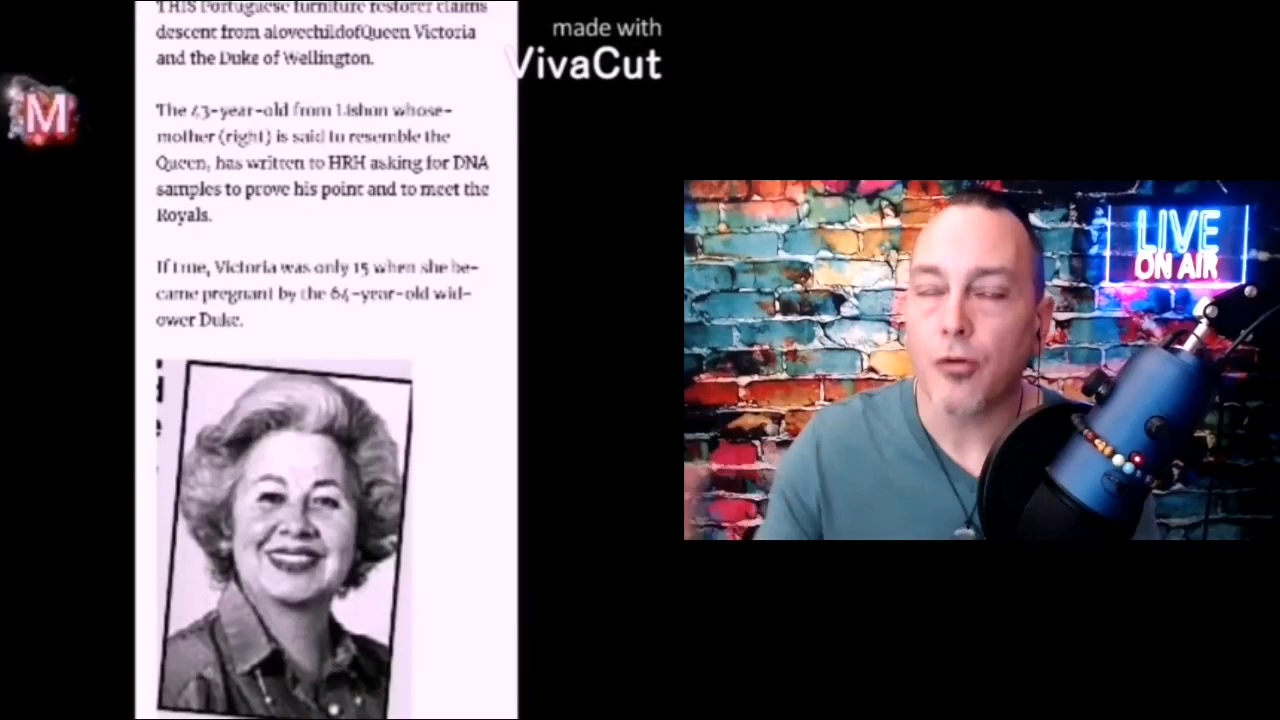 THIS Portuguese furniture restorer claims
descent from alovechildofQueen Victoria
and the Duke of Wellington.
The 43-year-old from Lisbon whose-
mother (right) is said to resemble the
Queen, has written to HRH asking for DNA
samples to prove his point and to meet the
Royals.
If true, Victoria was only 15 when she be-
came pregnant by the 64-year-old wid-
ower Duke.
made with
VivaCut
M
LIVE
ON AIR